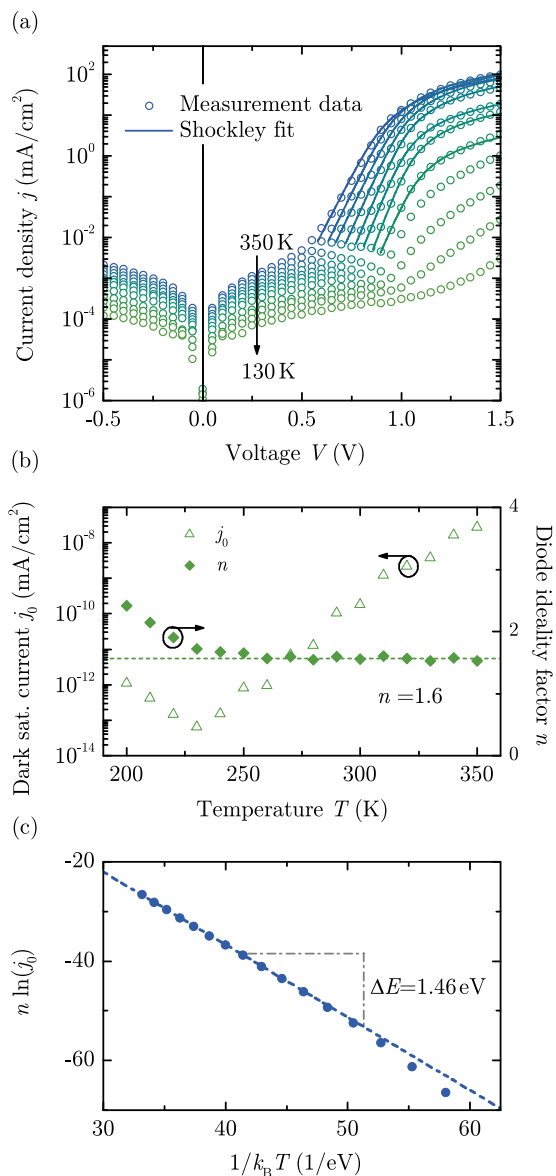 (a)
10^2
10^0
10^-2
10^-4
10^-6
Current density j (mA/cm^2)
Measurement data
Shockley fit
350 K
130 K
-0.5 0.0 0.5 1.0 1.5
Voltage V (V)
(b)
10^-8
10^-10
10^-12
10^-14
Dark sat. current j_0 (mA/cm^2)
j_0
n
n =1.6
4
3
2
1
0
Diode ideality factor n
200 250 300 350
Temperature T (K)
(c)
-20
-40
-60
n ln(j_0)
ΔE=1.46 eV
30 40 50 60
1/k_B T (1/eV)